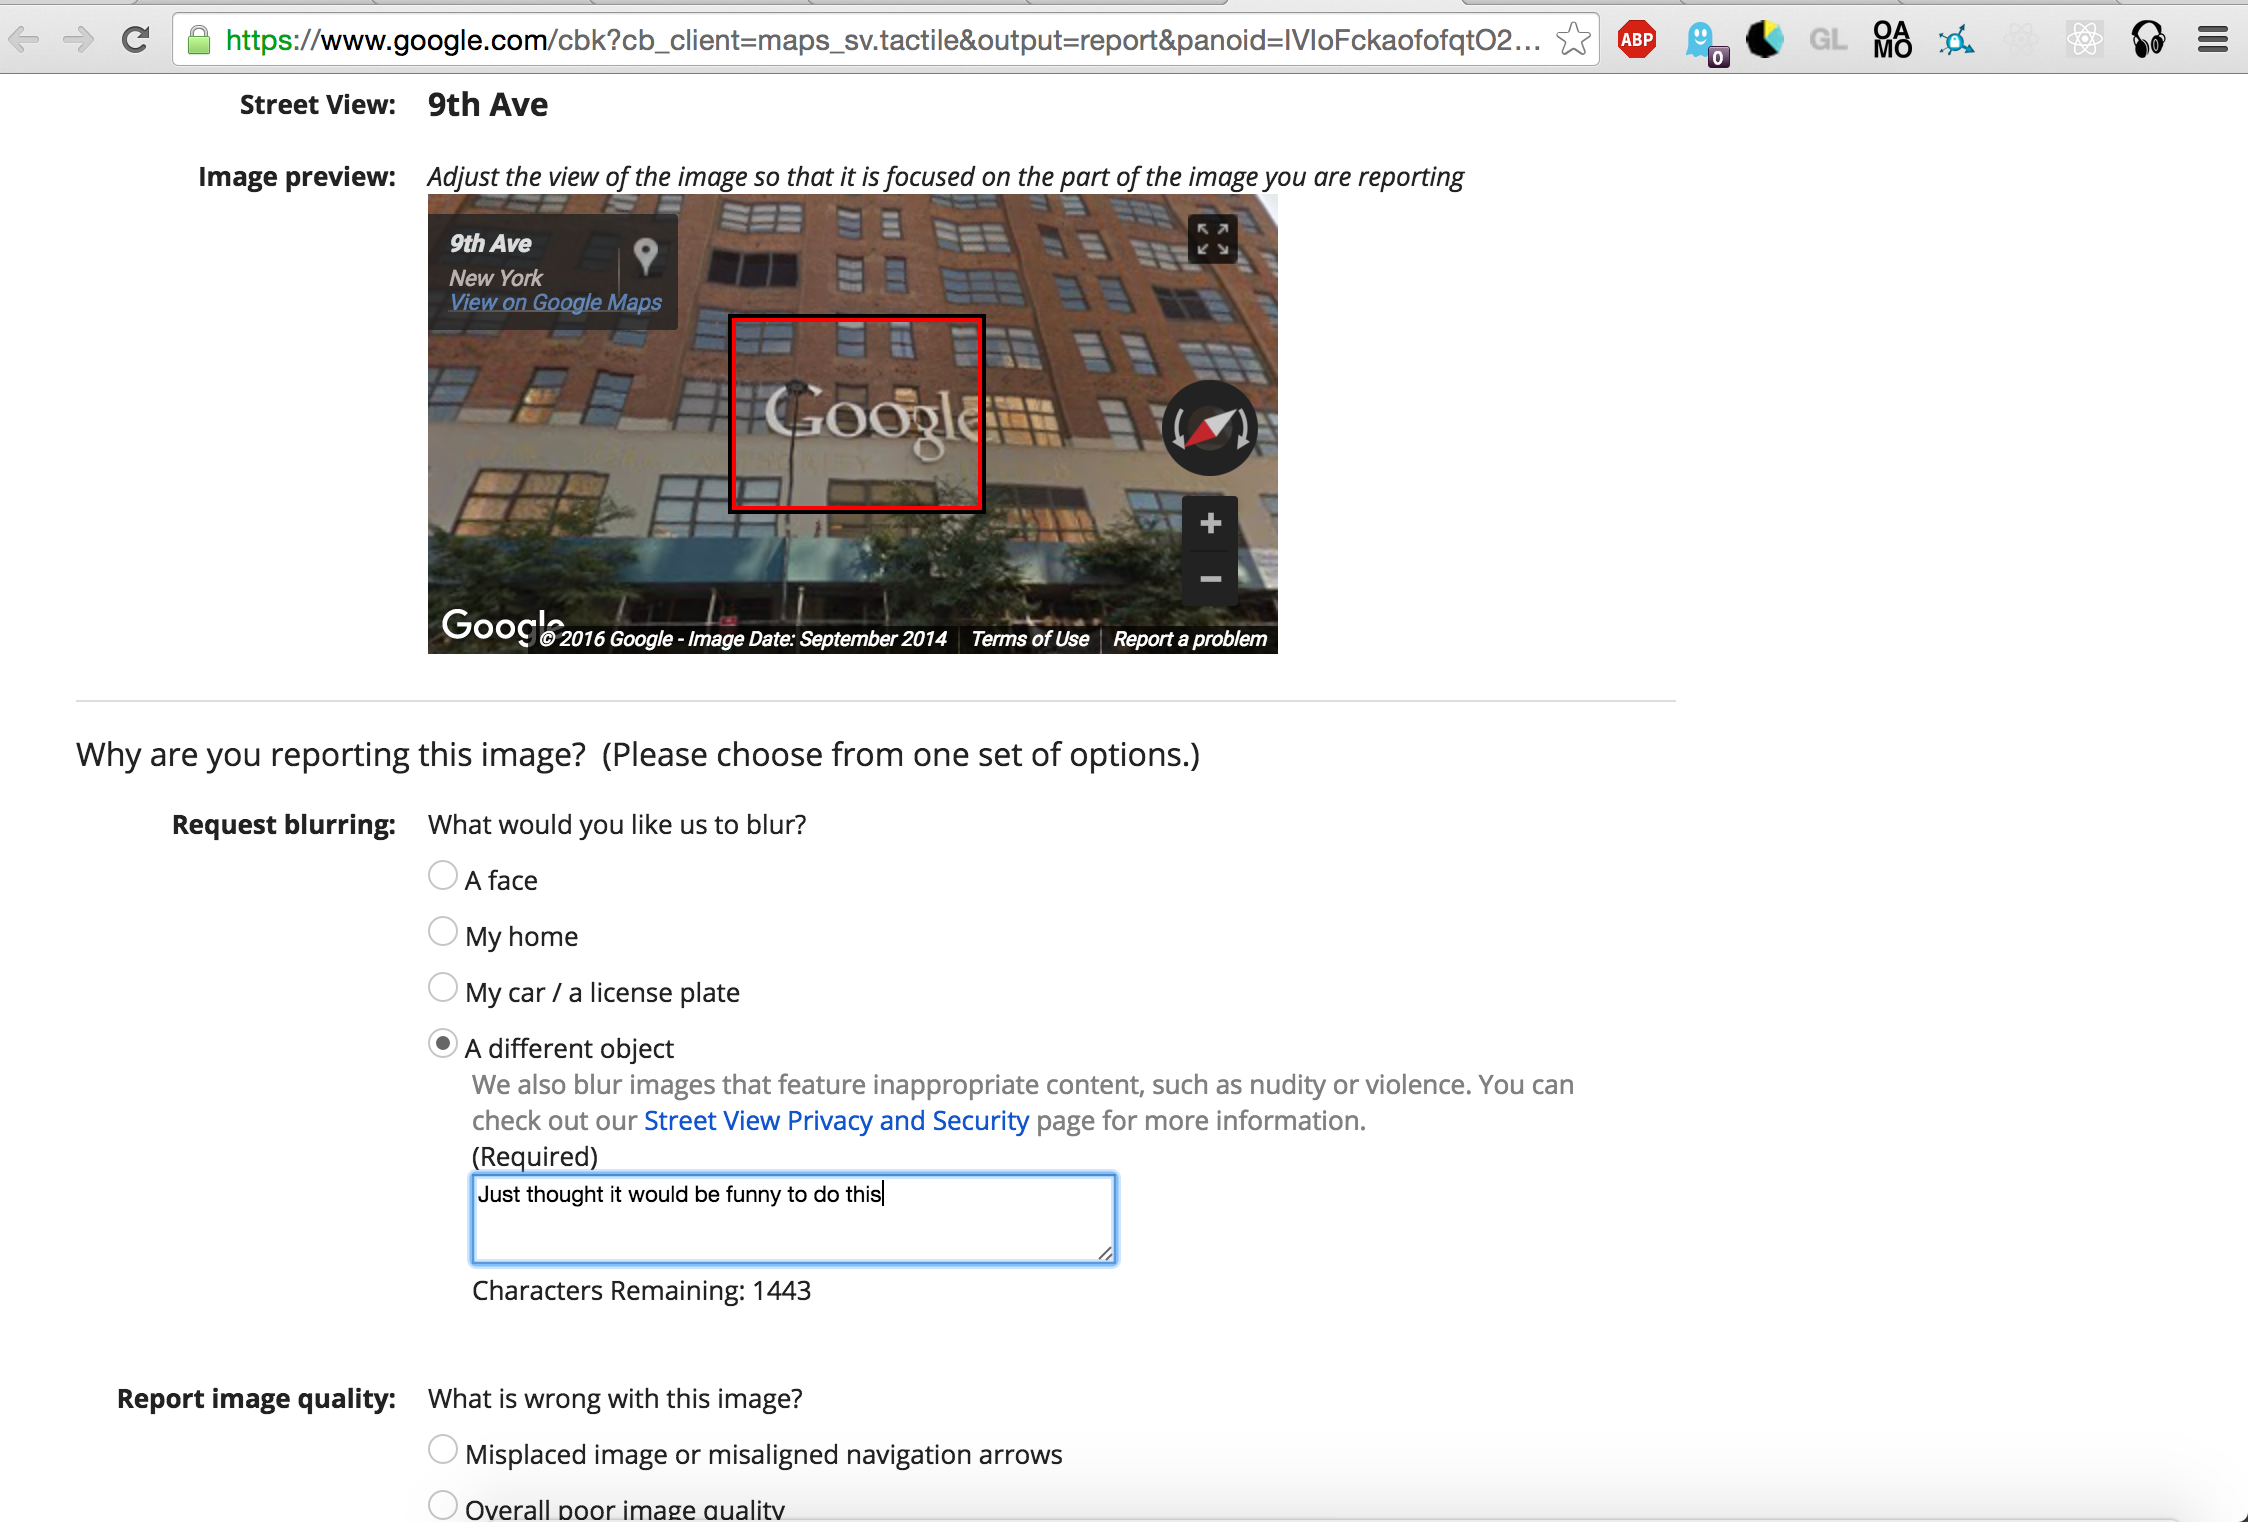 https://www.google.com/cbk?cb_client=maps_sv.tactile&output=report&panoid=IVIoFckaofofqtO2...
ABP
0
GL
OA
MO
Street View: 9th Ave
Image preview: Adjust the view of the image so that it is focused on the part of the image you are reporting
9th Ave
New York
View on Google Maps
Google
Google
© 2016 Google - Image Date: September 2014 Terms of Use Report a problem
Why are you reporting this image? (Please choose from one set of options.)
Request blurring: What would you like us to blur?
A face
My home
My car / a license plate
A different object
We also blur images that feature inappropriate content, such as nudity or violence. You can
check out our Street View Privacy and Security page for more information.
(Required)
Just thought it would be funny to do this
Characters Remaining: 1443
Report image quality: What is wrong with this image?
Misplaced image or misaligned navigation arrows
Overall poor image quality